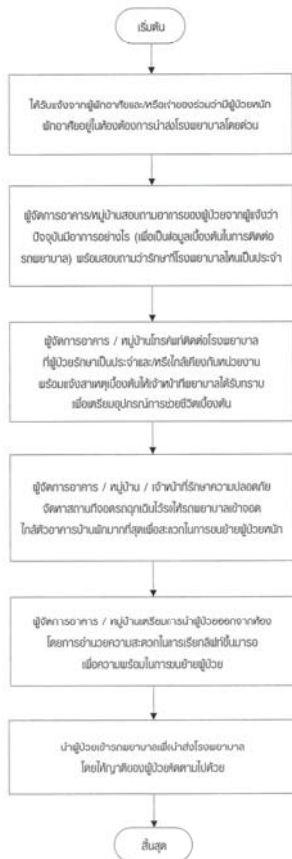 เริ่มต้น
ได้รับแจ้งจากผู้พักอาศัยและ/หรือเจ้าของร่วมว่ามีผู้ป่วยหนัก
พักอาศัยอยู่ในห้องต้องการนำส่งโรงพยาบาลโดยด่วน
ผู้จัดการอาคาร/หมู่บ้านสอบถามอาการของผู้ป่วยจากผู้แจ้งว่า
ปัจจุบันมีอาการอย่างไร (เพื่อเป็นข้อมูลเบื้องต้นในการติดต่อ
รถพยาบาล) พร้อมสอบถามว่ารักษาที่โรงพยาบาลไหนเป็นประจำ
ผู้จัดการอาคาร / หมู่บ้านโทรศัพท์ติดต่อโรงพยาบาล
ที่ผู้ป่วยรักษาเป็นประจำและ/หรือใกล้เคียงกับหน่วยงาน
พร้อมแจ้งสาเหตุเบื้องต้นให้เจ้าหน้าที่พยาบาลได้รับทราบ
เพื่อเตรียมอุปกรณ์การช่วยชีวิตเบื้องต้น
ผู้จัดการอาคาร / หมู่บ้าน / เจ้าหน้าที่รักษาความปลอดภัย
จัดหาสถานที่จอดรถฉุกเฉินไว้รอให้รถพยาบาลเข้าจอด
ใกล้ตัวอาคารบ้านพักมากที่สุดเพื่อสะดวกในการขนย้ายผู้ป่วยหนัก
ผู้จัดการอาคาร / หมู่บ้านเตรียมการนำผู้ป่วยออกจากห้อง
โดยการอำนวยความสะดวกในการเรียกลิฟท์ขึ้นมารอ
เพื่อความพร้อมในการขนย้ายผู้ป่วย
นำผู้ป่วยเข้ารถพยาบาลเพื่อนำส่งโรงพยาบาล
โดยให้ญาติของผู้ป่วยติดตามไปด้วย
สิ้นสุด